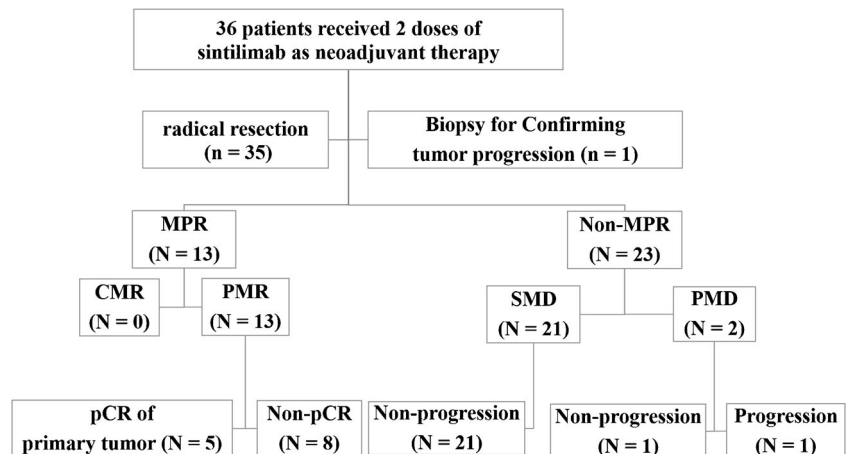 36 patients received 2 doses of
sintilimab as neoadjuvant therapy
radical resection
(n = 35)
Biopsy for Confirming
tumor progression (n = 1)
MPR
(N = 13)
Non-MPR
(N = 23)
CMR
(N = 0)
PMR
(N = 13)
SMD
(N = 21)
PMD
(N = 2)
pCR of
primary tumor (N = 5)
Non-pCR
(N = 8)
Non-progression
(N = 21)
Non-progression
(N = 1)
Progression
(N = 1)